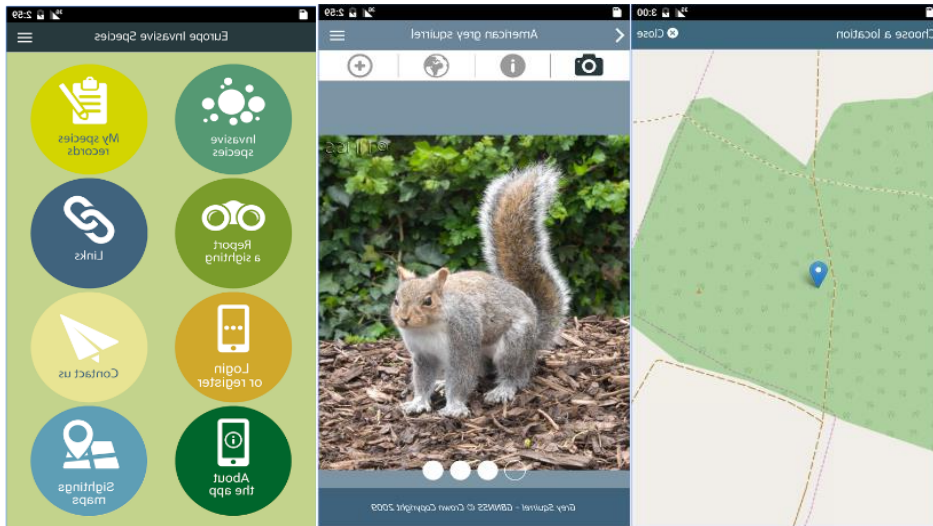 2:59
Europe Invasive Species
My species
records
Invasive
species
Links
Report
a sighting
Contact us
Login
or register
Sightings
maps
About
the app
2:59
American grey squirrel
Grey Squirrel - GBNNSS © Crown Copyright 2009
3:00
Choose a location
Close